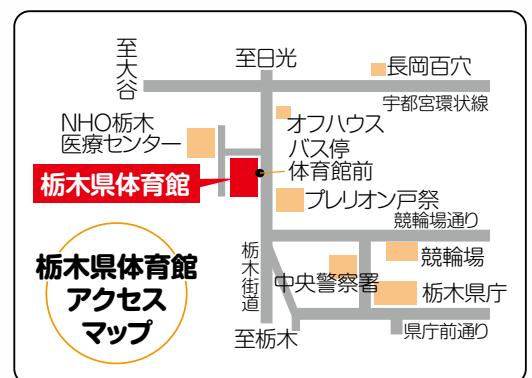 至日光
至大谷
長岡百穴
宇都宮環状線
NHO栃木
医療センター
オフハウス
バス停
体育館前
栃木県体育館
プレリオン戸祭
競輪場通り
栃木街道
競輪場
中央警察署
栃木県庁
県庁前通り
至栃木
栃木県体育館
アクセス
マップ